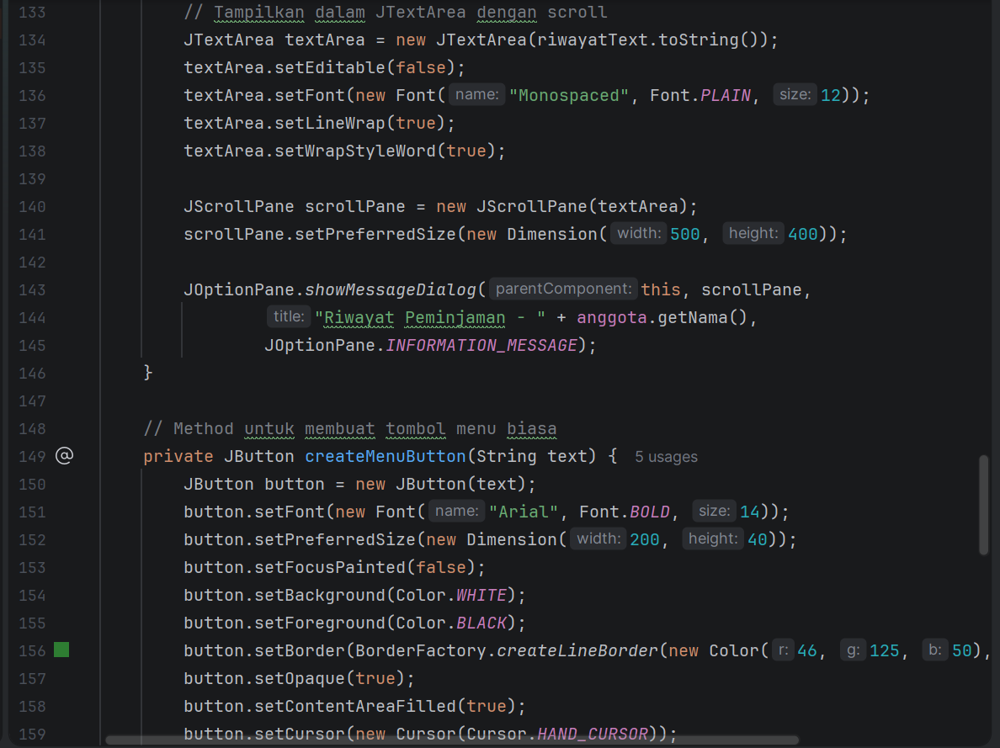 133 // Tampilkan dalam JTextArea dengan scroll
134 JTextArea textArea = new JTextArea(riwayatText.toString());
135 textArea.setEditable(false);
136 textArea.setFont(new Font( name: "Monospaced", Font.PLAIN, size: 12));
137 textArea.setLineWrap(true);
138 textArea.setWrapStyleWord(true);
139
140 JScrollPane scrollPane = new JScrollPane(textArea);
141 scrollPane.setPreferredSize(new Dimension( width: 500, height: 400));
142
143 JOptionPane.showMessageDialog( parentComponent: this, scrollPane,
144 title: "Riwayat Peminjaman - " + anggota.getNama(),
145 JOptionPane.INFORMATION_MESSAGE);
146 }
147
148 // Method untuk membuat tombol menu biasa
149 @ private JButton createMenuButton(String text) { 5 usages
150 JButton button = new JButton(text);
151 button.setFont(new Font( name: "Arial", Font.BOLD, size: 14));
152 button.setPreferredSize(new Dimension( width: 200, height: 40));
153 button.setFocusPainted(false);
154 button.setBackground(Color.WHITE);
155 button.setForeground(Color.BLACK);
156 button.setBorder(BorderFactory.createLineBorder(new Color( r: 46, g: 125, b: 50),
157 button.setOpaque(true);
158 button.setContentAreaFilled(true);
159 button.setCursor(new Cursor(Cursor.HAND_CURSOR));